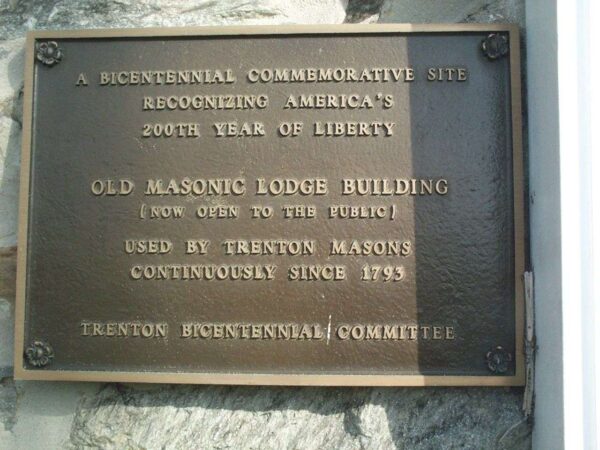 A BICENTENNIAL COMMEMORATIVE SITE
RECOGNIZING AMERICA'S
200TH YEAR OF LIBERTY
OLD MASONIC LODGE BUILDING
(NOW OPEN TO THE PUBLIC)
USED BY TRENTON MASONS
CONTINUOUSLY SINCE 1793
TRENTON BICENTENNIAL COMMITTEE